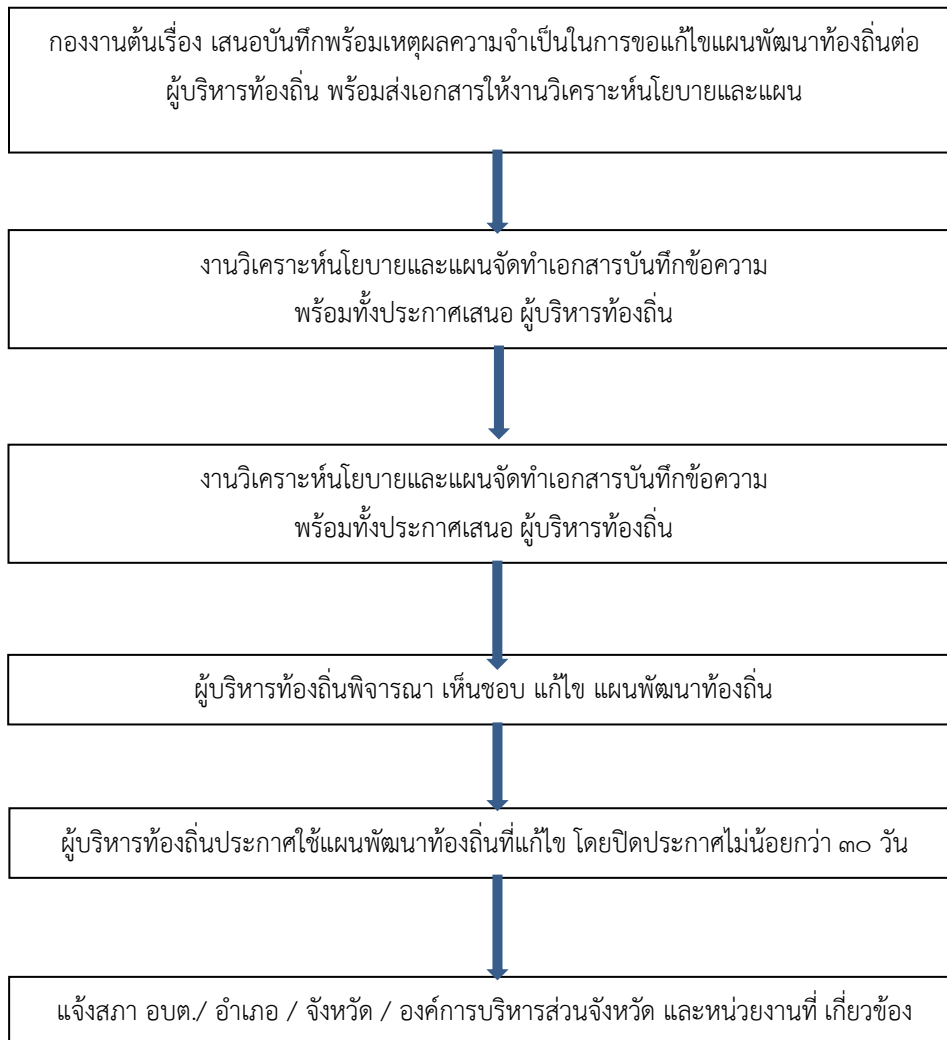 กองงานต้นเรื่อง เสนอบันทึกพร้อมเหตุผลความจำเป็นในการขอแก้ไขแผนพัฒนาท้องถิ่นต่อ
ผู้บริหารท้องถิ่น พร้อมส่งเอกสารให้งานวิเคราะห์นโยบายและแผน
งานวิเคราะห์นโยบายและแผนจัดทำเอกสารบันทึกข้อความ
พร้อมทั้งประกาศเสนอ ผู้บริหารท้องถิ่น
งานวิเคราะห์นโยบายและแผนจัดทำเอกสารบันทึกข้อความ
พร้อมทั้งประกาศเสนอ ผู้บริหารท้องถิ่น
ผู้บริหารท้องถิ่นพิจารณา เห็นชอบ แก้ไข แผนพัฒนาท้องถิ่น
ผู้บริหารท้องถิ่นประกาศใช้แผนพัฒนาท้องถิ่นที่แก้ไข โดยปิดประกาศไม่น้อยกว่า ๓๐ วัน
แจ้งสภา อบต./ อำเภอ / จังหวัด / องค์การบริหารส่วนจังหวัด และหน่วยงานที่ เกี่ยวข้อง